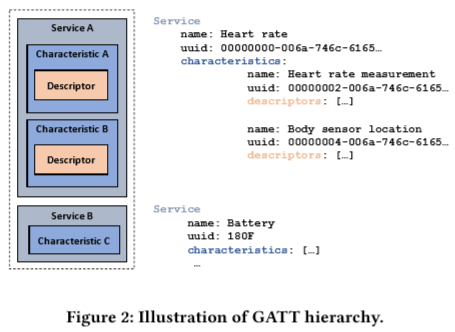 Service A
Characteristic A
Descriptor
Characteristic B
Descriptor
Service B
Characteristic C
Service
name: Heart rate
uuid: 00000000-006a-746c-6165…
characteristics:
name: Heart rate measurement
uuid: 00000002-006a-746c-6165…
descriptors: […]
name: Body sensor location
uuid: 00000004-006a-746c-6165…
descriptors: […]
Service
name: Battery
uuid: 180F
characteristics: […]
…
Figure 2: Illustration of GATT hierarchy.